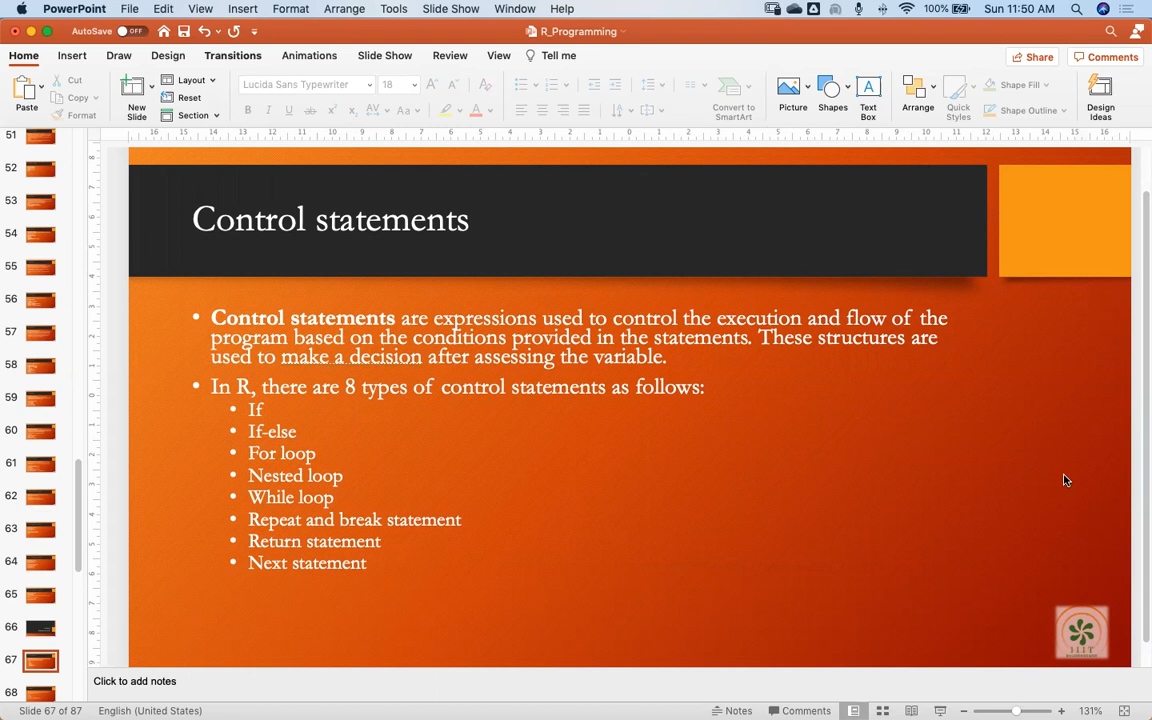 PowerPoint File Edit View Insert Format Arrange Tools Slide Show Window Help 100% Sun 11:50 AM
AutoSave OFF R_Programming
Home Insert Draw Design Transitions Animations Slide Show Review View Tell me Share Comments
Cut Layout Lucida Sans Typewriter 18 Shape Fill
Copy Reset
Paste Format New Slide Section Convert to SmartArt Picture Shapes Text Box Arrange Quick Styles Shape Outline Design Ideas
51
52
53
54
55
56
57
58
59
60
61
62
63
64
65
66
67
68
Control statements
• Control statements are expressions used to control the execution and flow of the
program based on the conditions provided in the statements. These structures are
used to make a decision after assessing the variable.
• In R, there are 8 types of control statements as follows:
• If
• If-else
• For loop
• Nested loop
• While loop
• Repeat and break statement
• Return statement
• Next statement
Click to add notes
Slide 67 of 87 English (United States) Notes Comments 131%